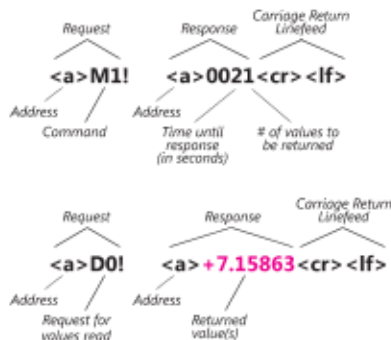 Request Response Carriage Return
Linefeed
<a>M1! <a>0021<cr><lf>
Address Address
Command Time until
response
(in seconds) # of values to
be returned
Request Response Carriage Return
Linefeed
<a>D0! <a>+7.15863<cr><lf>
Address Address
Request for
values read Returned
value(s)